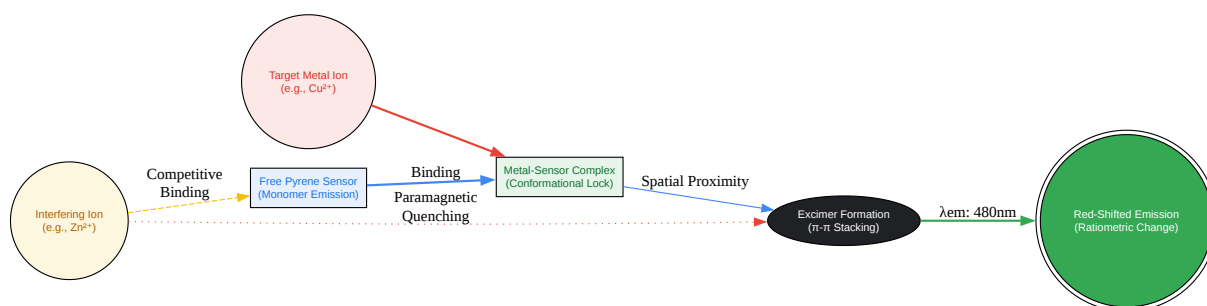 Target Metal Ion
(e.g., Cu²⁺)
Competitive
Binding
Free Pyrene Sensor
(Monomer Emission)
Binding
Paramagnetic
Quenching
Metal-Sensor Complex
(Conformational Lock)
Spatial Proximity
Interfering Ion
(e.g., Zn²⁺)
Excimer Formation
(π-π Stacking)
λem: 480nm
Red-Shifted Emission
(Ratiometric Change)